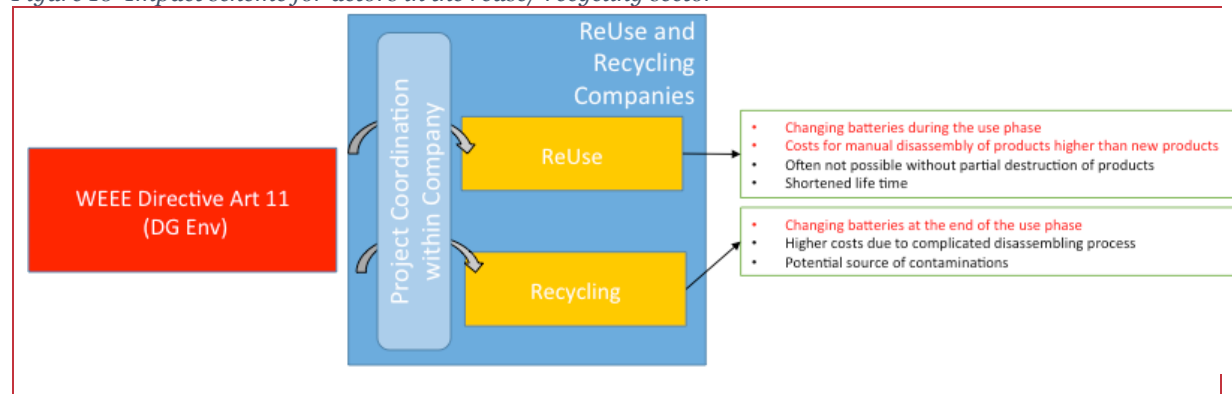 WEEE Directive Art 11
(DG Env)
Project Coordination
within Company
ReUse and
Recycling
Companies
ReUse
Recycling
• Changing batteries during the use phase
• Costs for manual disassembly of products higher than new products
• Often not possible without partial destruction of products
• Shortened life time
• Changing batteries at the end of the use phase
• Higher costs due to complicated disassembling process
• Potential source of contaminations